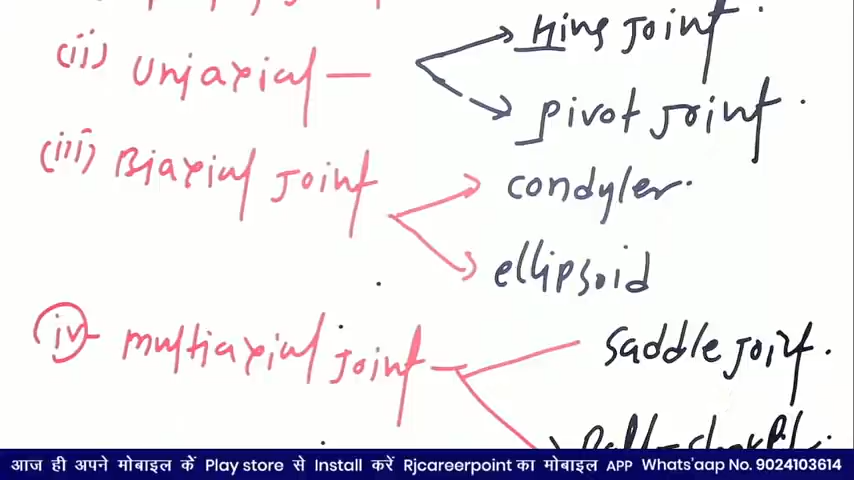 Hing Joint.
(ii) Uniaxial —
pivot Joint.
(iii) Biaxial Joint
condyler.
ellipsoid
iv- multiaxial Joint
saddle Joint.
आज ही अपने मोबाइल कें Play store से Install करें Rjcareerpoint का मोबाइल APP Whats'aap No. 9024103614